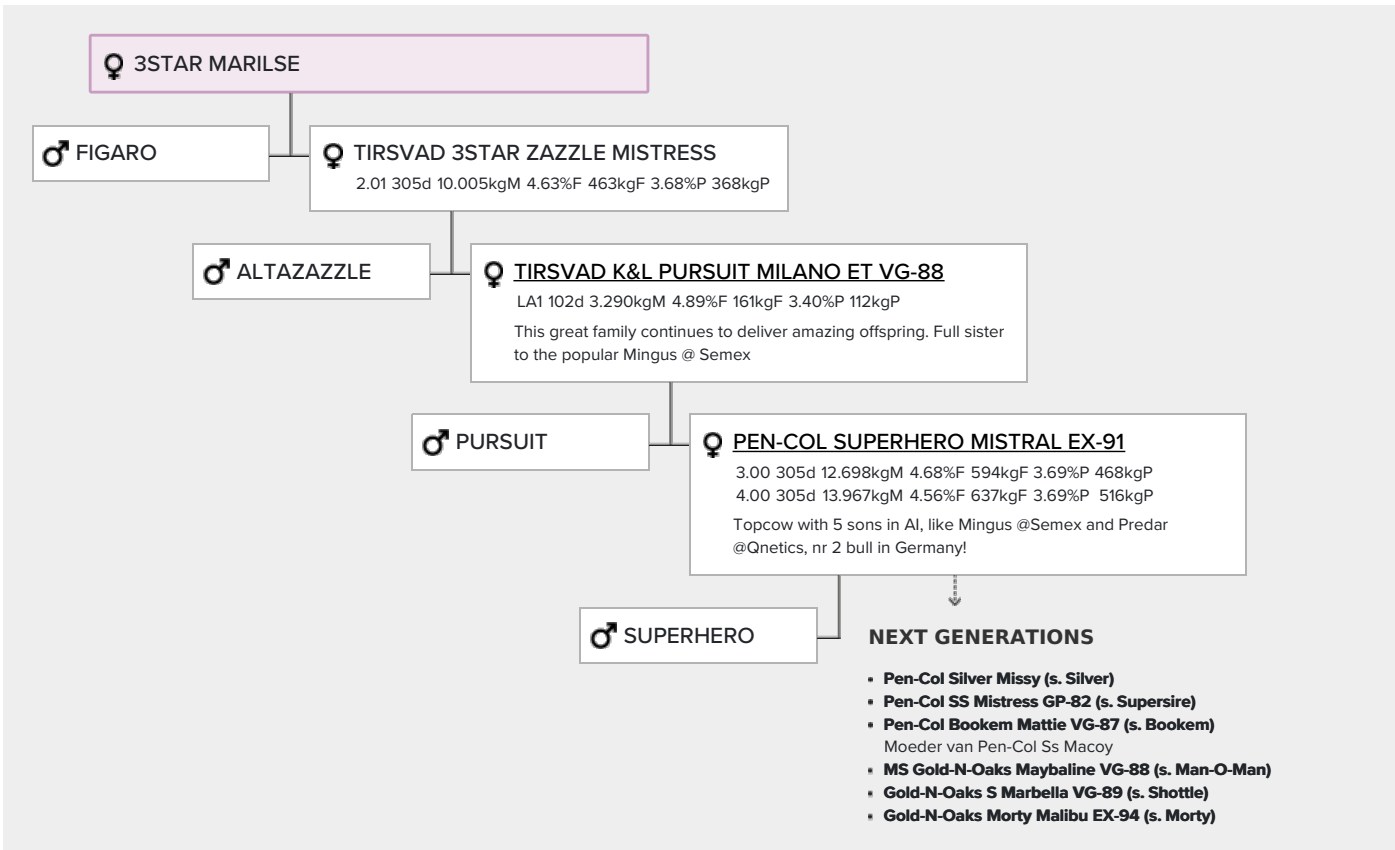 3STAR MARILSE
FIGARO
TIRSVAD 3STAR ZAZZLE MISTRESS
2.01 305d 10.005kgM 4.63%F 463kgF 3.68%P 368kgP
ALTAZAZZLE
TIRSVAD K&L PURSUIT MILANO ET VG-88
LA1 102d 3.290kgM 4.89%F 161kgF 3.40%P 112kgP
This great family continues to deliver amazing offspring. Full sister
to the popular Mingus @ Semex
PURSUIT
PEN-COL SUPERHERO MISTRAL EX-91
3.00 305d 12.698kgM 4.68%F 594kgF 3.69%P 468kgP
4.00 305d 13.967kgM 4.56%F 637kgF 3.69%P 516kgP
Topcow with 5 sons in AI, like Mingus @Semex and Predar
@Qnetics, nr 2 bull in Germany!
SUPERHERO
NEXT GENERATIONS
Pen-Col Silver Missy (s. Silver)
Pen-Col SS Mistress GP-82 (s. Supersire)
Pen-Col Bookem Mattie VG-87 (s. Bookem)
Moeder van Pen-Col Ss Macoy
MS Gold-N-Oaks Maybaline VG-88 (s. Man-O-Man)
Gold-N-Oaks S Marbella VG-89 (s. Shottle)
Gold-N-Oaks Morty Malibu EX-94 (s. Morty)